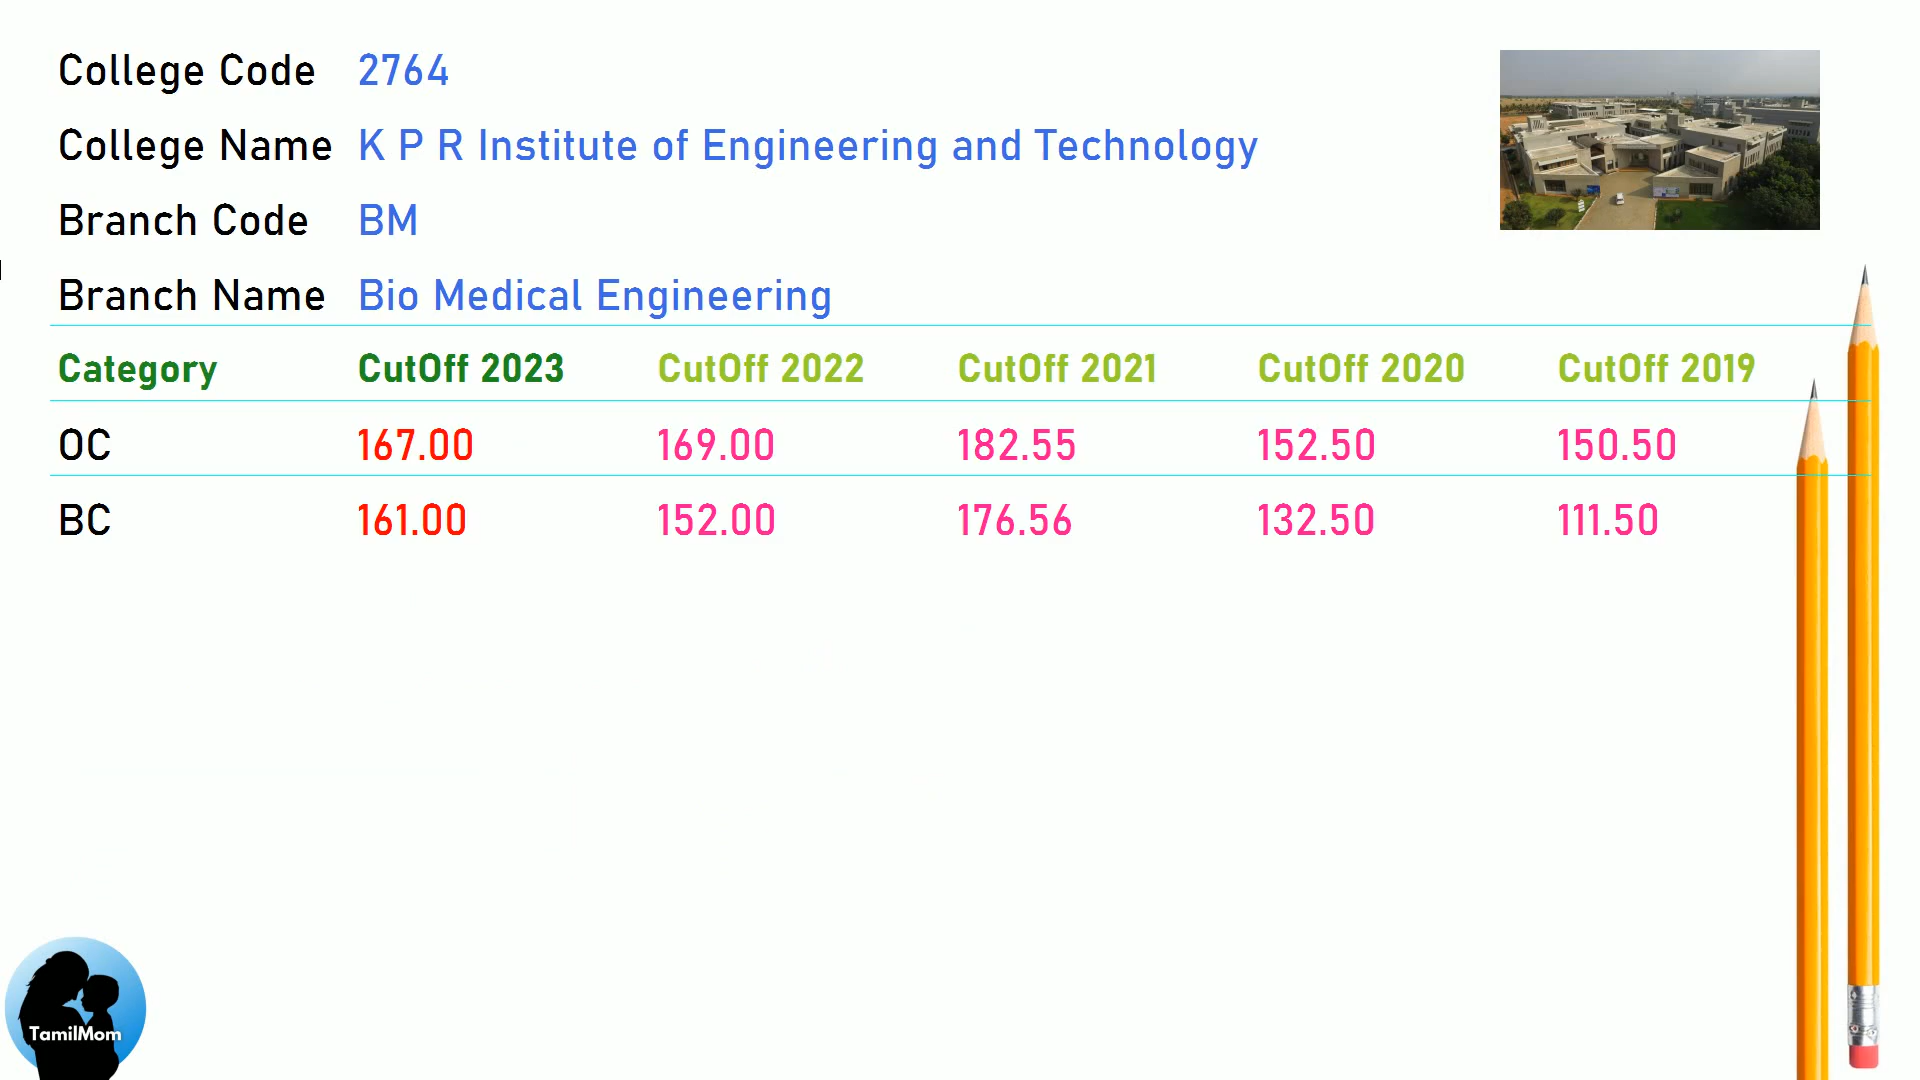 College Code 2764
College Name K P R Institute of Engineering and Technology
Branch Code BM
Branch Name Bio Medical Engineering
Category CutOff 2023 CutOff 2022 CutOff 2021 CutOff 2020 CutOff 2019
OC 167.00 169.00 182.55 152.50 150.50
BC 161.00 152.00 176.56 132.50 111.50
TamilMom